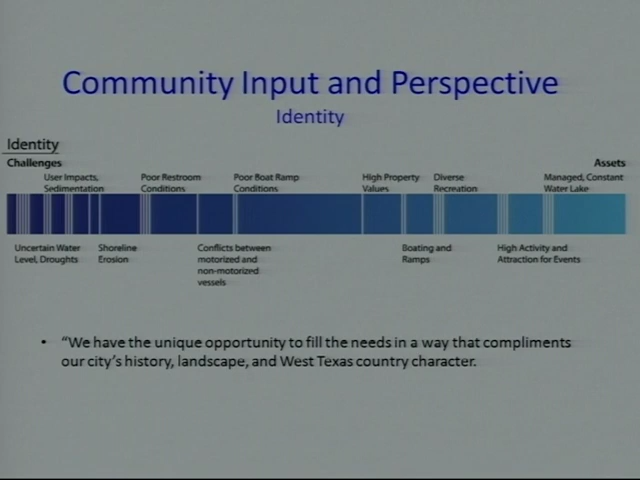 Community Input and Perspective
Identity
Identity
Challenges
Assets
User Impacts,
Sedimentation
Poor Restroom
Conditions
Poor Boat Ramp
Conditions
High Property
Values
Diverse
Recreation
Managed, Constant
Water Lake
Uncertain Water
Level, Droughts
Shoreline
Erosion
Conflicts between
motorized and
non-motorized
vessels
Boating and
Ramps
High Activity and
Attraction for Events
• “We have the unique opportunity to fill the needs in a way that compliments
our city’s history, landscape, and West Texas country character.